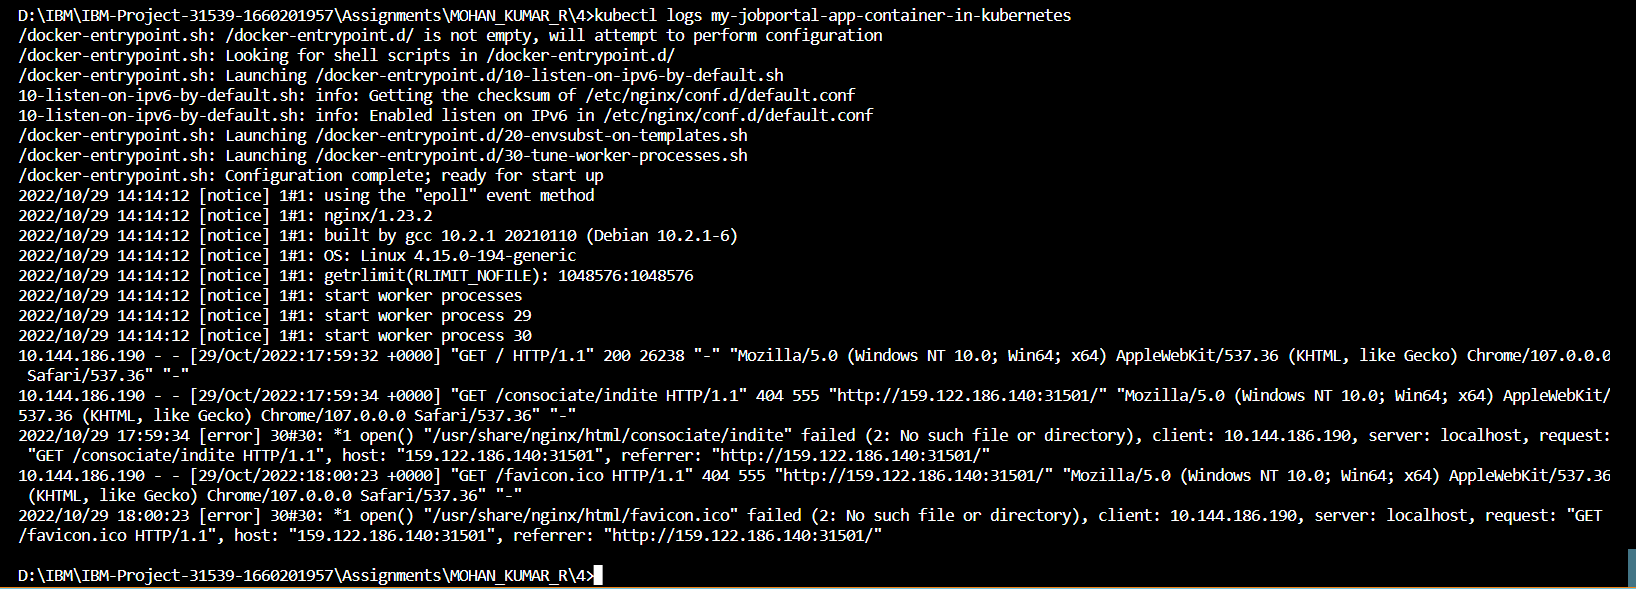 D:\IBM\IBM-Project-31539-1660201957\Assignments\MOHAN_KUMAR_R\4>kubectl logs my-jobportal-app-container-in-kubernetes
/docker-entrypoint.sh: /docker-entrypoint.d/ is not empty, will attempt to perform configuration
/docker-entrypoint.sh: Looking for shell scripts in /docker-entrypoint.d/
/docker-entrypoint.sh: Launching /docker-entrypoint.d/10-listen-on-ipv6-by-default.sh
10-listen-on-ipv6-by-default.sh: info: Getting the checksum of /etc/nginx/conf.d/default.conf
10-listen-on-ipv6-by-default.sh: info: Enabled listen on IPv6 in /etc/nginx/conf.d/default.conf
/docker-entrypoint.sh: Launching /docker-entrypoint.d/20-envsubst-on-templates.sh
/docker-entrypoint.sh: Launching /docker-entrypoint.d/30-tune-worker-processes.sh
/docker-entrypoint.sh: Configuration complete; ready for start up
2022/10/29 14:14:12 [notice] 1#1: using the "epoll" event method
2022/10/29 14:14:12 [notice] 1#1: nginx/1.23.2
2022/10/29 14:14:12 [notice] 1#1: built by gcc 10.2.1 20210110 (Debian 10.2.1-6)
2022/10/29 14:14:12 [notice] 1#1: OS: Linux 4.15.0-194-generic
2022/10/29 14:14:12 [notice] 1#1: getrlimit(RLIMIT_NOFILE): 1048576:1048576
2022/10/29 14:14:12 [notice] 1#1: start worker processes
2022/10/29 14:14:12 [notice] 1#1: start worker process 29
2022/10/29 14:14:12 [notice] 1#1: start worker process 30
10.144.186.190 - - [29/Oct/2022:17:59:32 +0000] "GET / HTTP/1.1" 200 26238 "-" "Mozilla/5.0 (Windows NT 10.0; Win64; x64) AppleWebKit/537.36 (KHTML, like Gecko) Chrome/107.0.0.0
Safari/537.36" "-"
10.144.186.190 - - [29/Oct/2022:17:59:34 +0000] "GET /consociate/indite HTTP/1.1" 404 555 "http://159.122.186.140:31501/" "Mozilla/5.0 (Windows NT 10.0; Win64; x64) AppleWebKit/
537.36 (KHTML, like Gecko) Chrome/107.0.0.0 Safari/537.36" "-"
2022/10/29 17:59:34 [error] 30#30: *1 open() "/usr/share/nginx/html/consociate/indite" failed (2: No such file or directory), client: 10.144.186.190, server: localhost, request:
"GET /consociate/indite HTTP/1.1", host: "159.122.186.140:31501", referrer: "http://159.122.186.140:31501/"
10.144.186.190 - - [29/Oct/2022:18:00:23 +0000] "GET /favicon.ico HTTP/1.1" 404 555 "http://159.122.186.140:31501/" "Mozilla/5.0 (Windows NT 10.0; Win64; x64) AppleWebKit/537.36
(KHTML, like Gecko) Chrome/107.0.0.0 Safari/537.36" "-"
2022/10/29 18:00:23 [error] 30#30: *1 open() "/usr/share/nginx/html/favicon.ico" failed (2: No such file or directory), client: 10.144.186.190, server: localhost, request: "GET
/favicon.ico HTTP/1.1", host: "159.122.186.140:31501", referrer: "http://159.122.186.140:31501/"
D:\IBM\IBM-Project-31539-1660201957\Assignments\MOHAN_KUMAR_R\4>